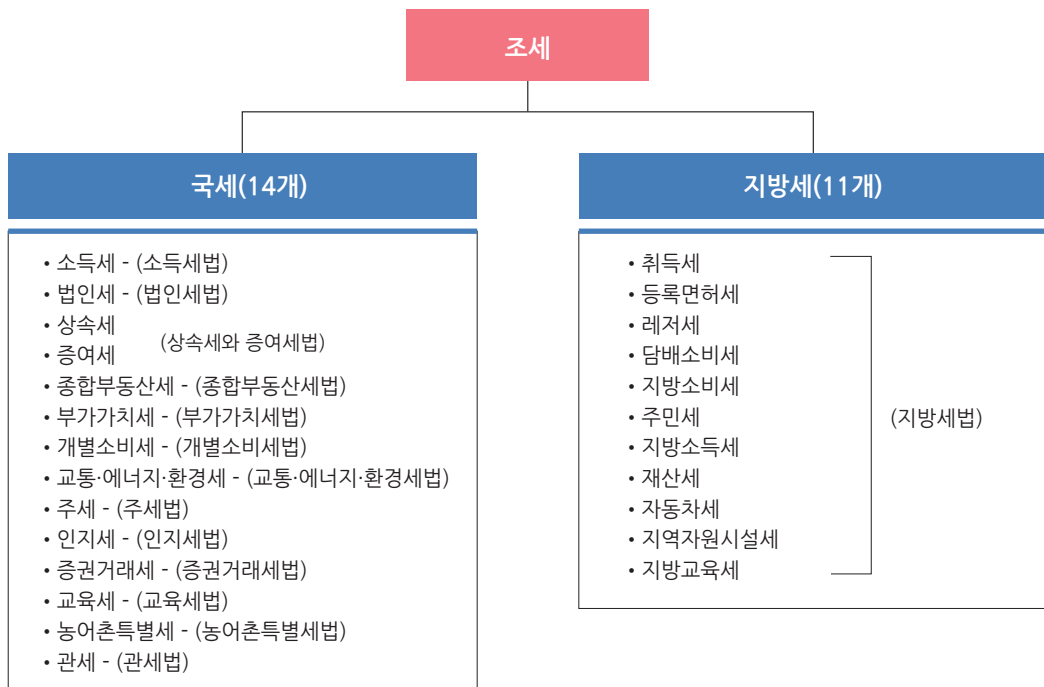 조세
국세(14개)
• 소득세 - (소득세법)
• 법인세 - (법인세법)
• 상속세
• 증여세
(상속세와 증여세법)
• 종합부동산세 - (종합부동산세법)
• 부가가치세 - (부가가치세법)
• 개별소비세 - (개별소비세법)
• 교통·에너지·환경세 - (교통·에너지·환경세법)
• 주세 - (주세법)
• 인지세 - (인지세법)
• 증권거래세 - (증권거래세법)
• 교육세 - (교육세법)
• 농어촌특별세 - (농어촌특별세법)
• 관세 - (관세법)
지방세(11개)
• 취득세
• 등록면허세
• 레저세
• 담배소비세
• 지방소비세
• 주민세
• 지방소득세
• 재산세
• 자동차세
• 지역자원시설세
• 지방교육세
(지방세법)